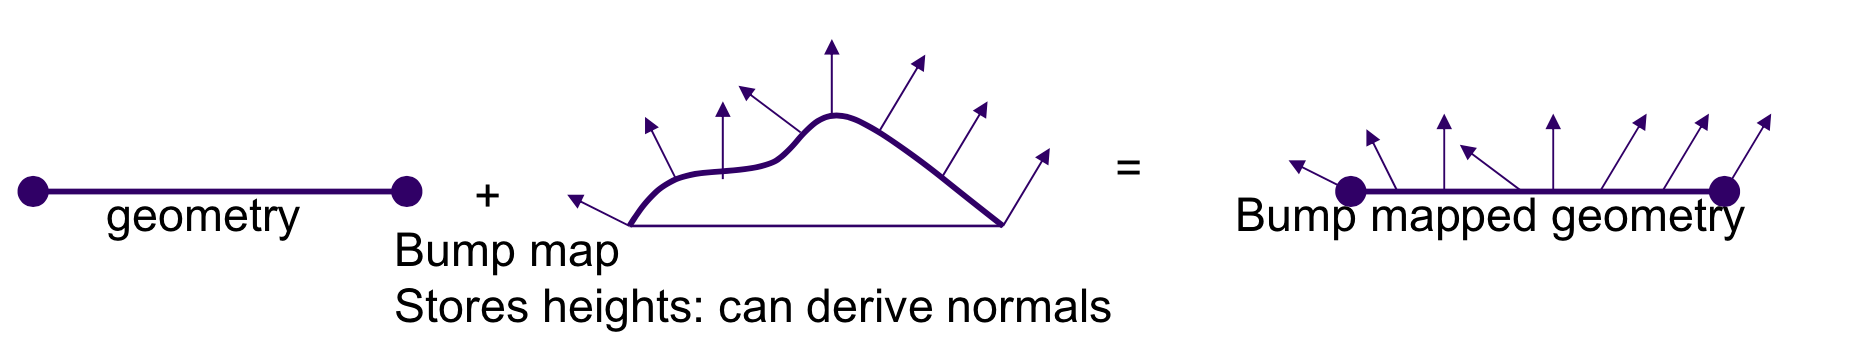 geometry
+
Bump map
Stores heights: can derive normals
=
Bump mapped geometry